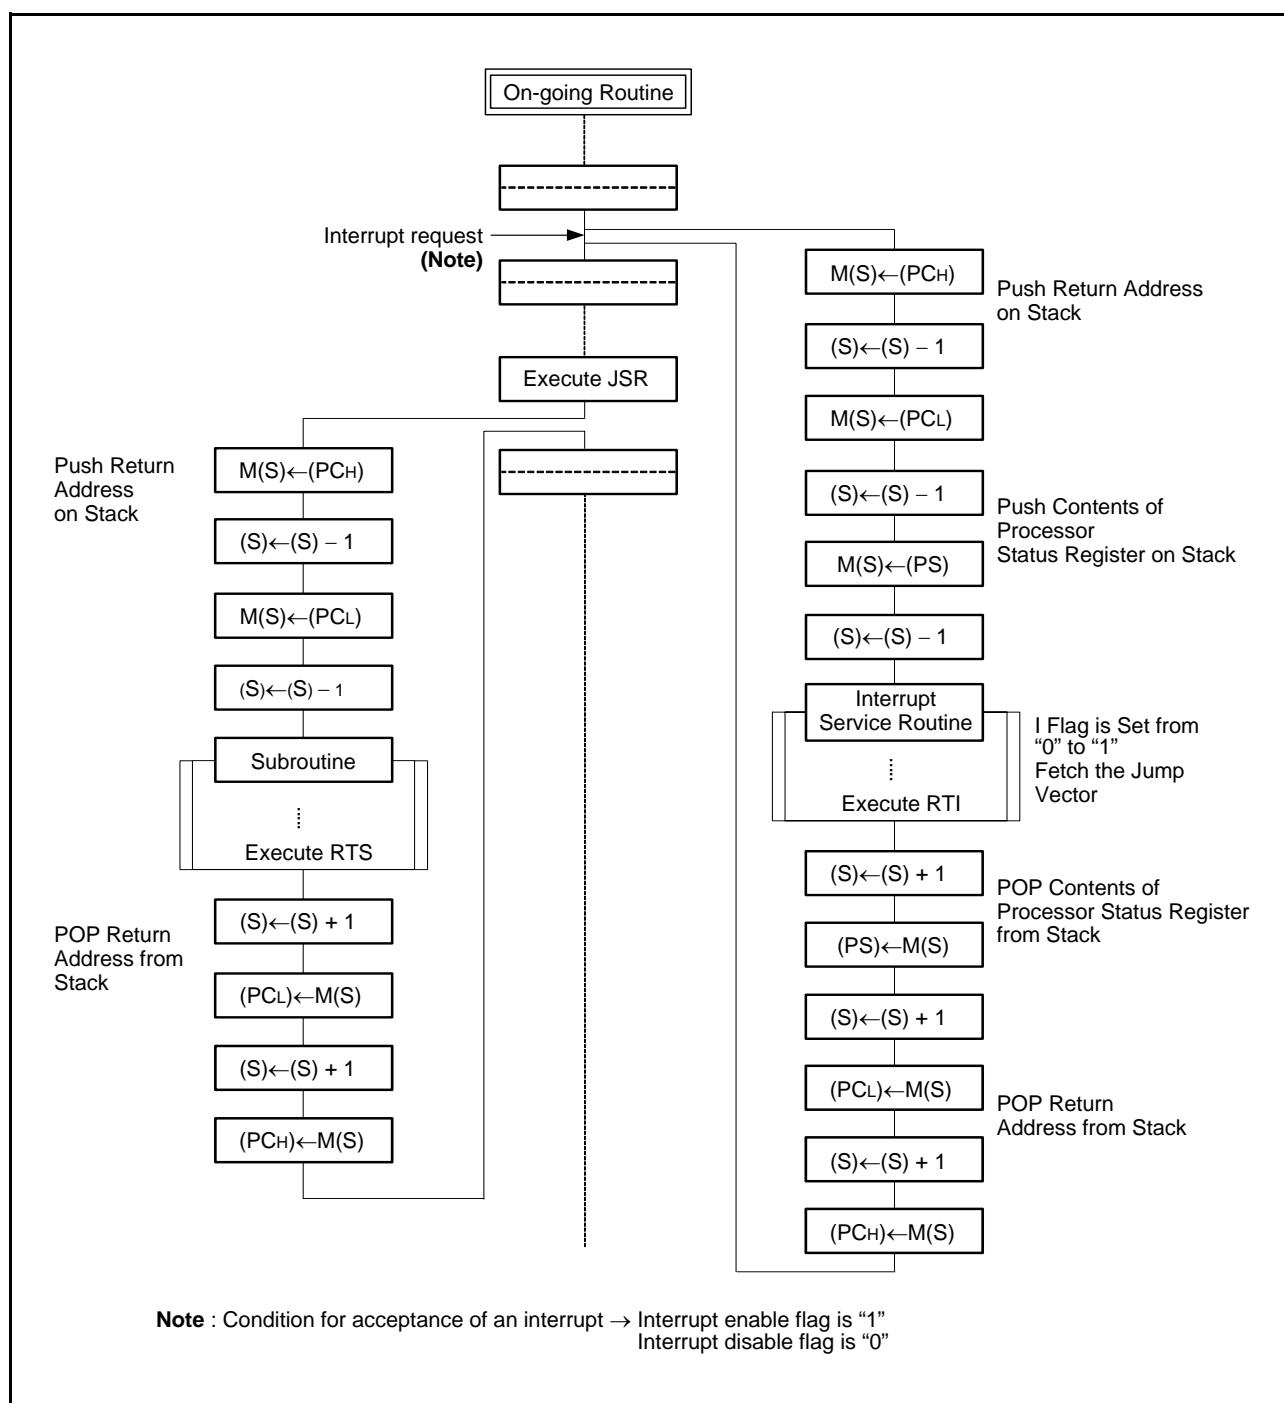 On-going Routine
Interrupt request
(Note)
Execute JSR
Push Return
Address
on Stack
M(S)←(PCH)
(S)←(S) – 1
M(S)←(PCL)
(S)←(S) – 1
Subroutine
Execute RTS
POP Return
Address from
Stack
(S)←(S) + 1
(PCL)←M(S)
(S)←(S) + 1
(PCH)←M(S)
M(S)←(PCH)
Push Return Address
on Stack
(S)←(S) – 1
M(S)←(PCL)
(S)←(S) – 1
Push Contents of
Processor
Status Register on Stack
M(S)←(PS)
(S)←(S) – 1
Interrupt
Service Routine
I Flag is Set from
“0” to “1”
Fetch the Jump
Vector
Execute RTI
(S)←(S) + 1
POP Contents of
Processor Status Register
from Stack
(PS)←M(S)
(S)←(S) + 1
(PCL)←M(S)
POP Return
Address from Stack
(S)←(S) + 1
(PCH)←M(S)
Note : Condition for acceptance of an interrupt → Interrupt enable flag is “1”
Interrupt disable flag is “0”